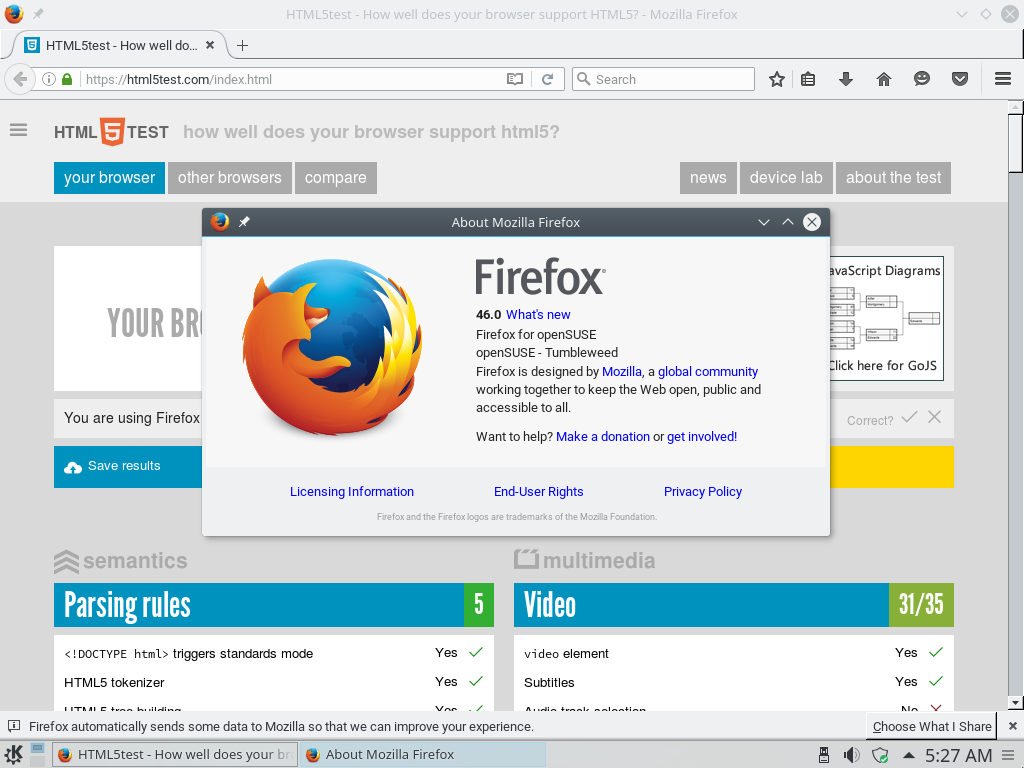 HTML5test - How well does your browser support HTML5? - Mozilla Firefox
HTML5test - How well do...
https://html5test.com/index.html
Search
HTML 5 TEST how well does your browser support html5?
your browser other browsers compare news device lab about the test
About Mozilla Firefox
Firefox
46.0 What's new
Firefox for openSUSE
openSUSE - Tumbleweed
Firefox is designed by Mozilla, a global community
working together to keep the Web open, public and
accessible to all.
Want to help? Make a donation or get involved!
Licensing Information End-User Rights Privacy Policy
Firefox and the Firefox logos are trademarks of the Mozilla Foundation.
YOUR
avaScript Diagrams
Click here for GoJS
You are using Firefox
Correct?
Save results
semantics
Parsing rules 5
<!DOCTYPE html> triggers standards mode Yes
HTML5 tokenizer Yes
HTML5 tree building Yes
multimedia
Video 31/35
video element Yes
Subtitles Yes
Audio track selection No
Firefox automatically sends some data to Mozilla so that we can improve your experience.
Choose What I Share
HTML5test - How well does your br
About Mozilla Firefox
5:27 AM